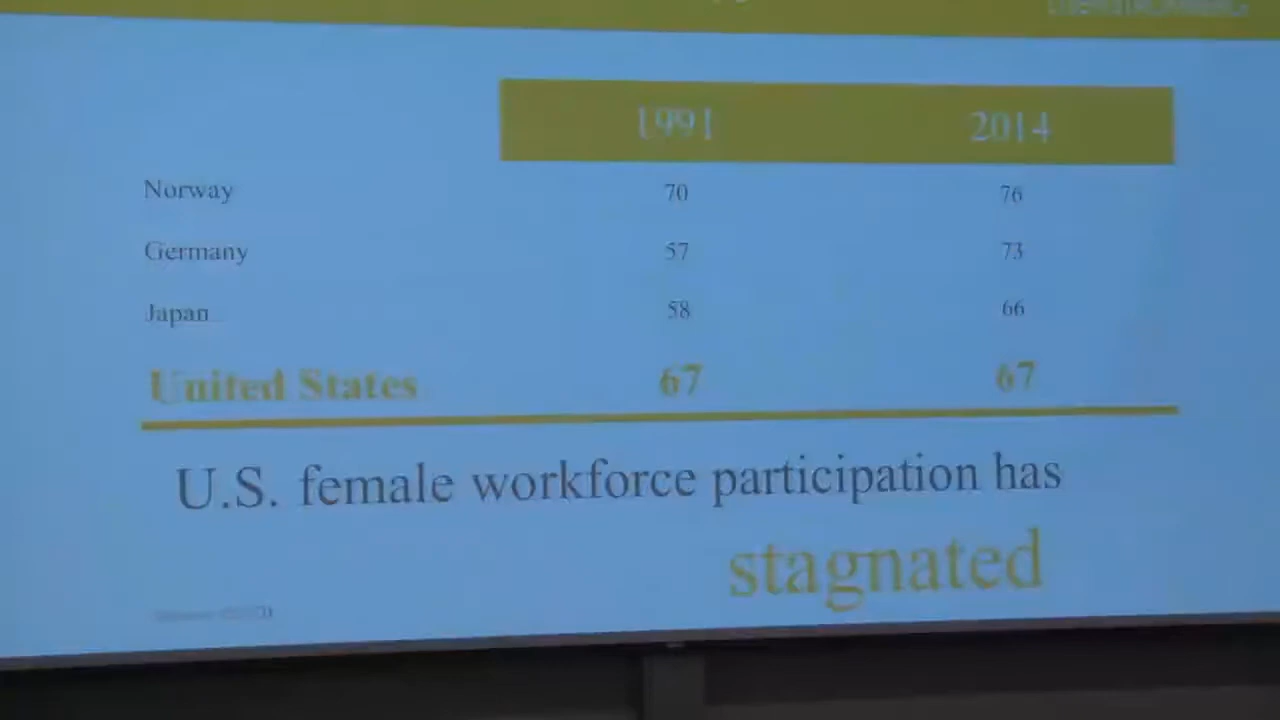 1991 2014
Norway 70 76
Germany 57 73
Japan 58 66
United States 67 67
U.S. female workforce participation has
stagnated